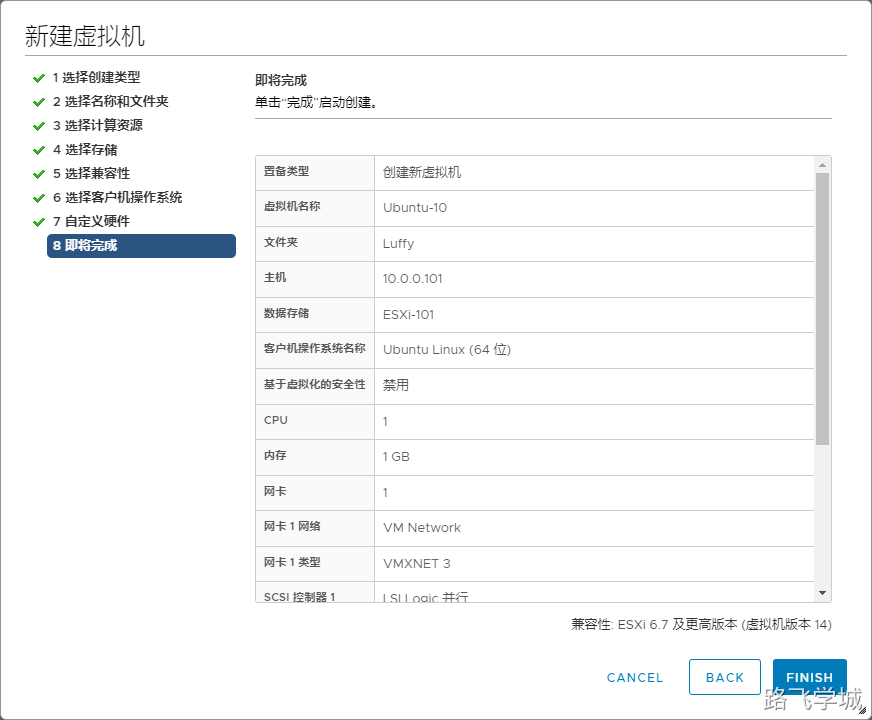 新建虚拟机
1 选择创建类型
2 选择名称和文件夹
3 选择计算资源
4 选择存储
5 选择兼容性
6 选择客户机操作系统
7 自定义硬件
8 即将完成
即将完成
单击“完成”启动创建。
置备类型 创建新虚拟机
虚拟机名称 Ubuntu-10
文件夹 Luffy
主机 10.0.0.101
数据存储 ESXi-101
客户机操作系统名称 Ubuntu Linux (64 位)
基于虚拟化的安全性 禁用
CPU 1
内存 1 GB
网卡 1
网卡 1 网络 VM Network
网卡 1 类型 VMXNET 3
SCSI 控制器 1 LSI Logic 并行
兼容性: ESXi 6.7 及更高版本 (虚拟机版本 14)
CANCEL BACK FINISH
路飞学城